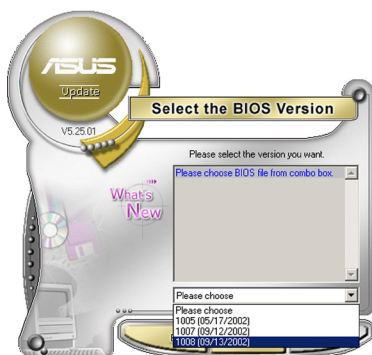 ASUS
Update
V5.25.01
Select the BIOS Version
Please select the version you want.
What's
New
Please choose BIOS file from combo box.
Please choose
Please choose
1005 (05/17/2002)
1007 (09/12/2002)
1008 (09/13/2002)